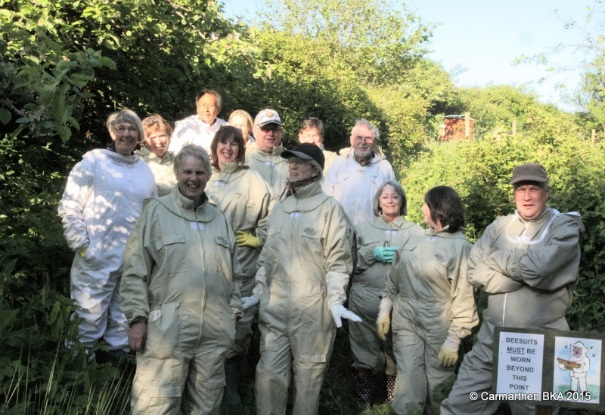 BEESUITS
MUST BE
WORN
BEYOND
THIS
POINT
© Carmarthen BKA 2015